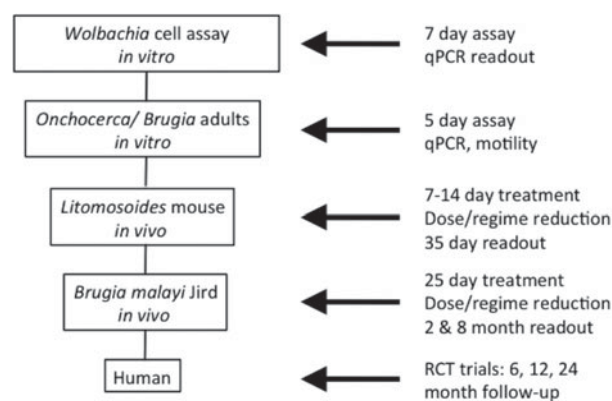 Wolbachia cell assay
in vitro
7 day assay
qPCR readout
Onchocerca/ Brugia adults
in vitro
5 day assay
qPCR, motility
Litomosoides mouse
in vivo
7-14 day treatment
Dose/regime reduction
35 day readout
Brugia malayi Jird
in vivo
25 day treatment
Dose/regime reduction
2 & 8 month readout
Human
RCT trials: 6, 12, 24
month follow-up